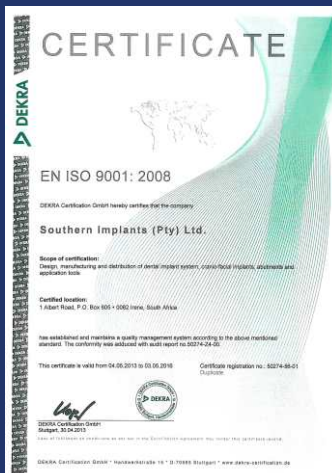 DEKRA
CERTIFICATE
EN ISO 9001: 2008
DEKRA Certification GmbH hereby certifies that the company
Southern Implants (Pty) Ltd.
Scope of certification:
Design, manufacturing and distribution of dental implant system, cranio-facial implants, abutments and
application tools
Certified location:
1 Albert Road, P.O. Box 605 • 0062 Irene, South Africa
has established and maintains a quality management system according to the above mentioned
standard. The conformity was adduced with audit report no.50274-24-00
This certificate is valid from 04.05.2013 to 03.05.2016
Certificate registration no.: 50274-86-01
Duplicate
DEKRA
DEKRA Certification GmbH
Stuttgart, 30.04.2013
DEKRA Certification GmbH * Handwerkstraße 15 * D-70565 Stuttgart * www.dekra-certification.de